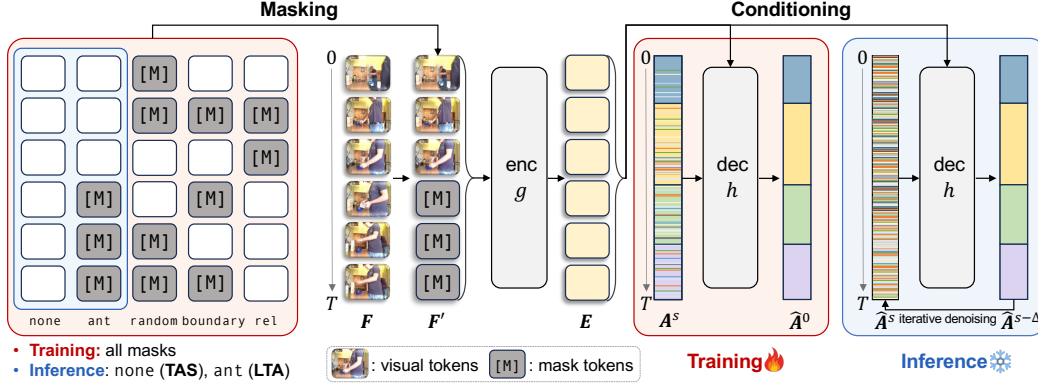 Masking
Conditioning
[M]
[M] [M] [M]
[M]
[M] [M]
[M] [M]
[M] [M] [M]
none ant random boundary rel
0
T
[M]
[M]
[M]
F
F′
enc
g
E
0
T
dec
h
A^s
Â^0
0
T
dec
h
Â^s iterative denoising Â^{s−Δ}
• Training: all masks
• Inference: none (TAS), ant (LTA)
: visual tokens [M] : mask tokens
Training
Inference